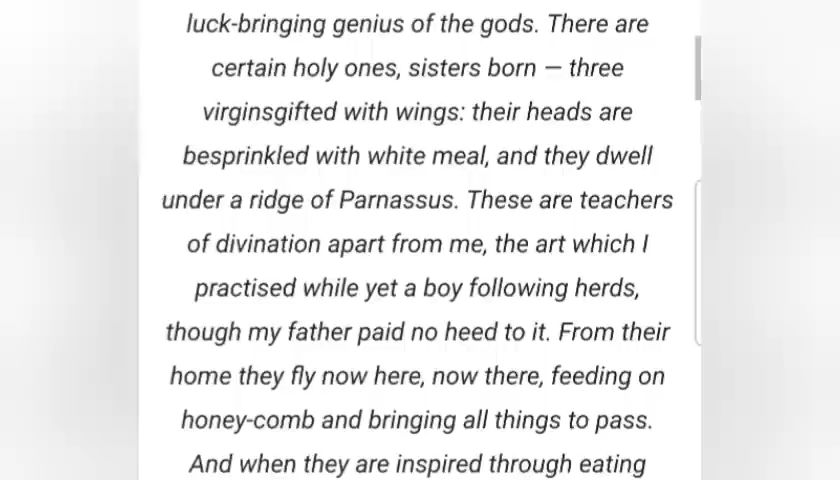 luck-bringing genius of the gods. There are
certain holy ones, sisters born — three
virginsgifted with wings: their heads are
besprinkled with white meal, and they dwell
under a ridge of Parnassus. These are teachers
of divination apart from me, the art which I
practised while yet a boy following herds,
though my father paid no heed to it. From their
home they fly now here, now there, feeding on
honey-comb and bringing all things to pass.
And when they are inspired through eating